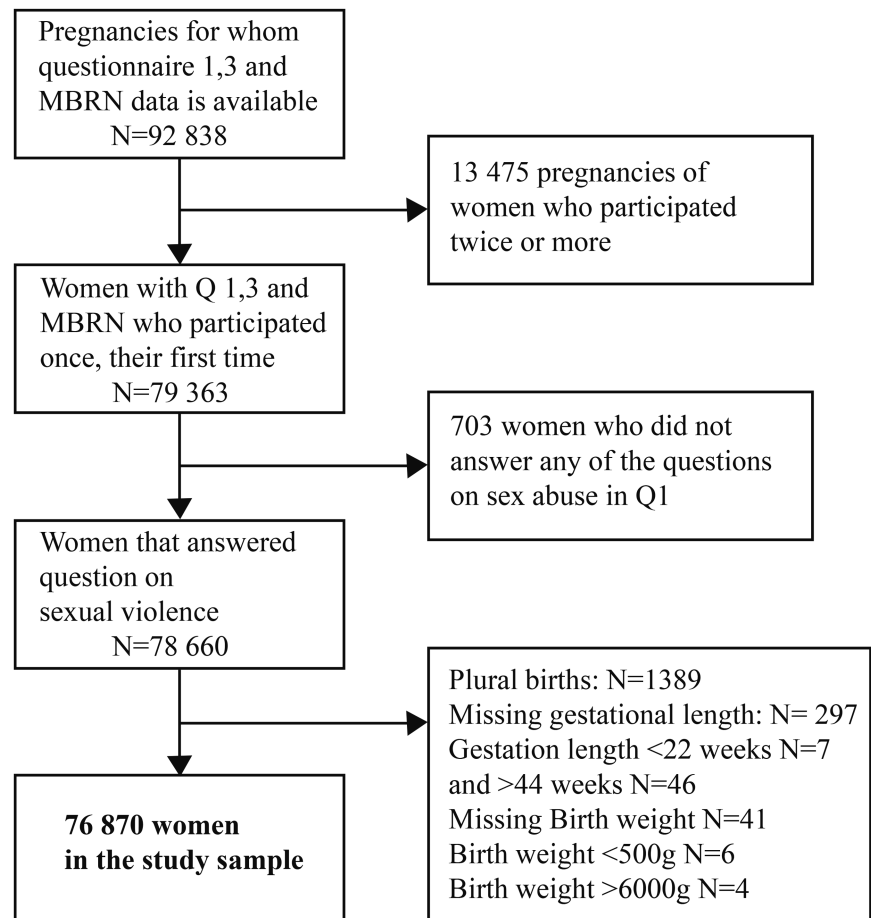 Pregnancies for whom
questionnaire 1,3 and
MBRN data is available
N=92 838
13 475 pregnancies of
women who participated
twice or more
Women with Q 1,3 and
MBRN who participated
once, their first time
N=79 363
703 women who did not
answer any of the questions
on sex abuse in Q1
Women that answered
question on
sexual violence
N=78 660
Plural births: N=1389
Missing gestational length: N= 297
Gestation length <22 weeks N=7
and >44 weeks N=46
Missing Birth weight N=41
Birth weight <500g N=6
Birth weight >6000g N=4
76 870 women
in the study sample